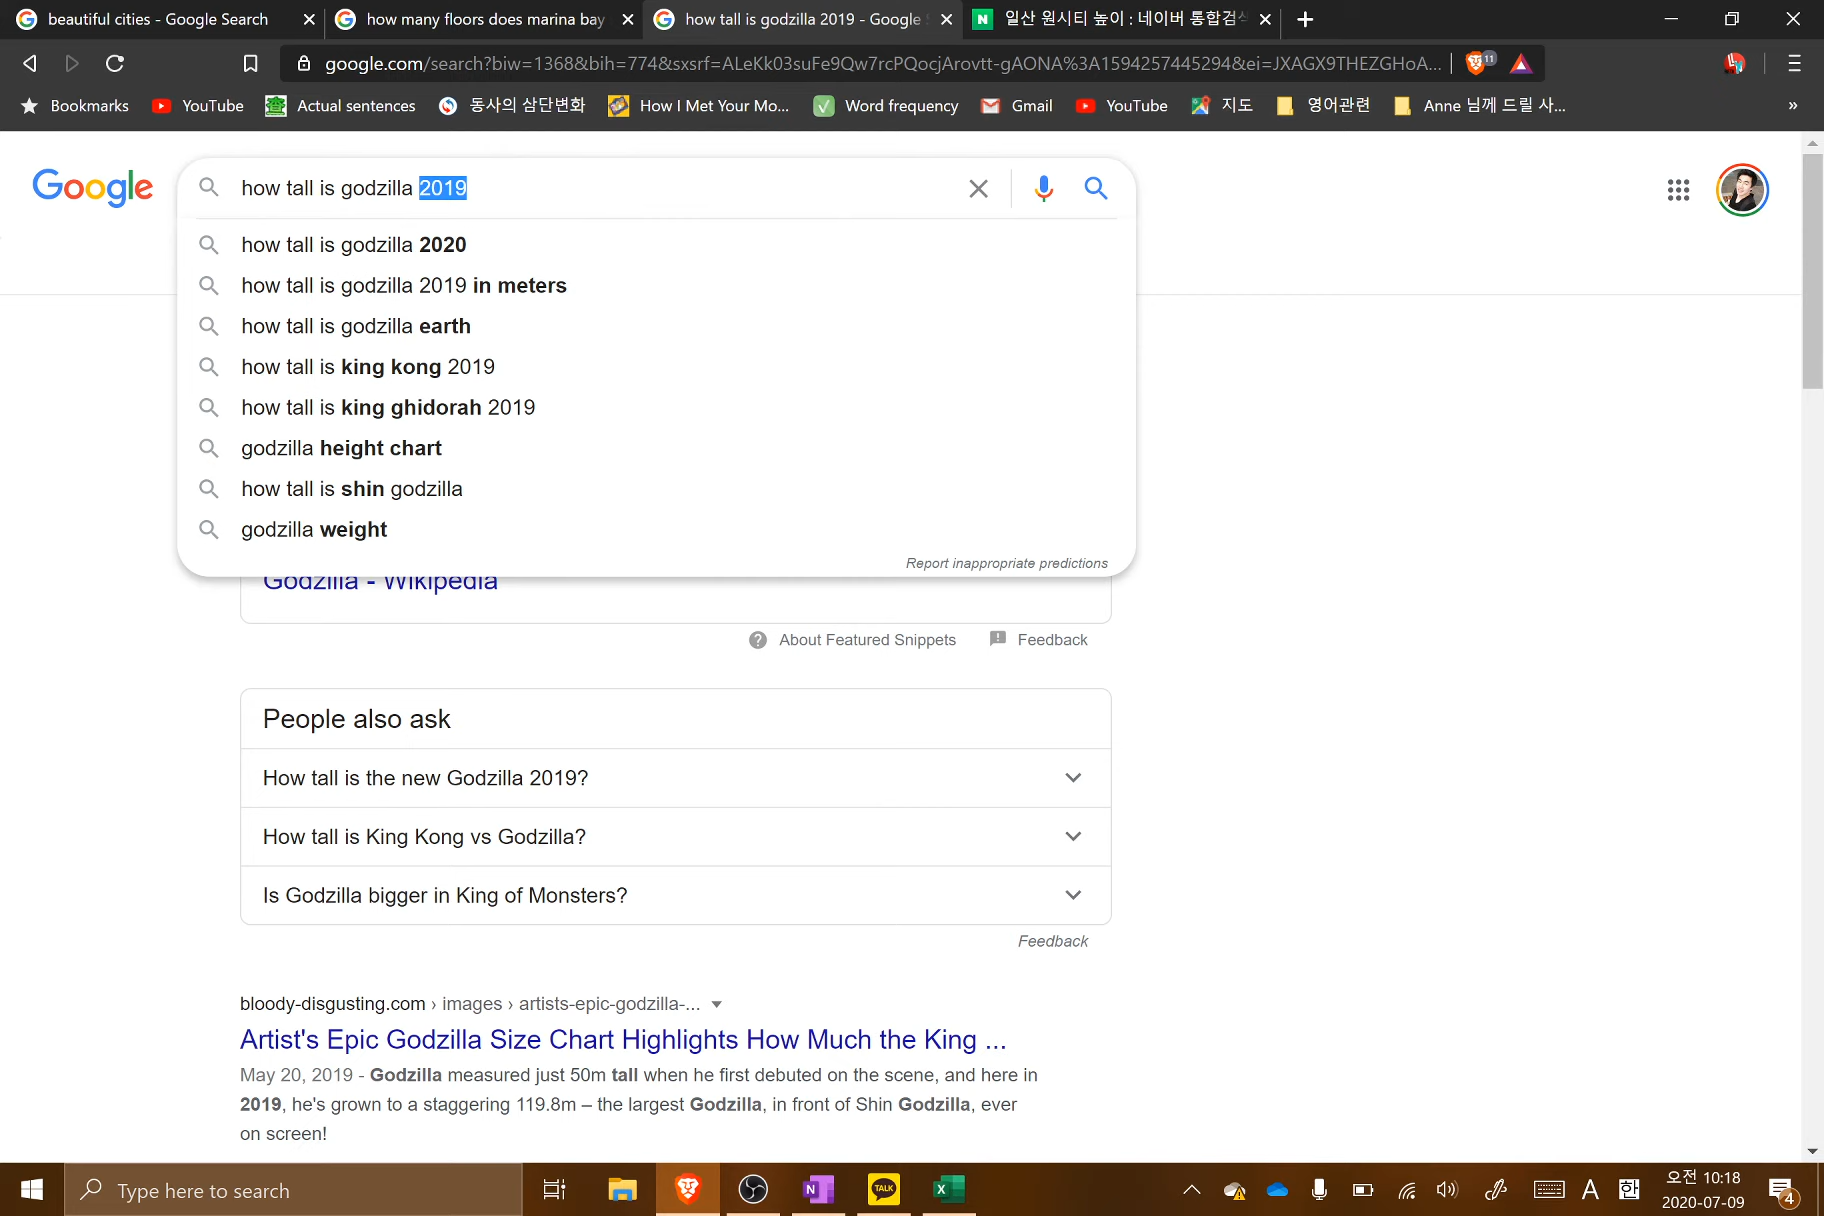 beautiful cities - Google Search
how many floors does marina bay
how tall is godzilla 2019 - Google
일산 원시티 높이 : 네이버 통합검색
google.com/search?biw=1368&bih=774&sxsrf=ALeKk03suFe9Qw7rcPQocjArovtt-gAONA%3A1594257445294&ei=JXAGX9THEZGHoA...
11
Bookmarks
YouTube
Actual sentences
동사의 삼단변화
How I Met Your Mo...
Word frequency
Gmail
YouTube
지도
영어관련
Anne 님께 드릴 사...
»
Google
how tall is godzilla 2019
how tall is godzilla 2020
how tall is godzilla 2019 in meters
how tall is godzilla earth
how tall is king kong 2019
how tall is king ghidorah 2019
godzilla height chart
how tall is shin godzilla
godzilla weight
Report inappropriate predictions
Godzilla - Wikipedia
About Featured Snippets
Feedback
People also ask
How tall is the new Godzilla 2019?
How tall is King Kong vs Godzilla?
Is Godzilla bigger in King of Monsters?
Feedback
bloody-disgusting.com › images › artists-epic-godzilla-...
Artist's Epic Godzilla Size Chart Highlights How Much the King ...
May 20, 2019 - Godzilla measured just 50m tall when he first debuted on the scene, and here in
2019, he's grown to a staggering 119.8m – the largest Godzilla, in front of Shin Godzilla, ever
on screen!
Type here to search
N
TALK
X
A
한
오전 10:18
2020-07-09
4